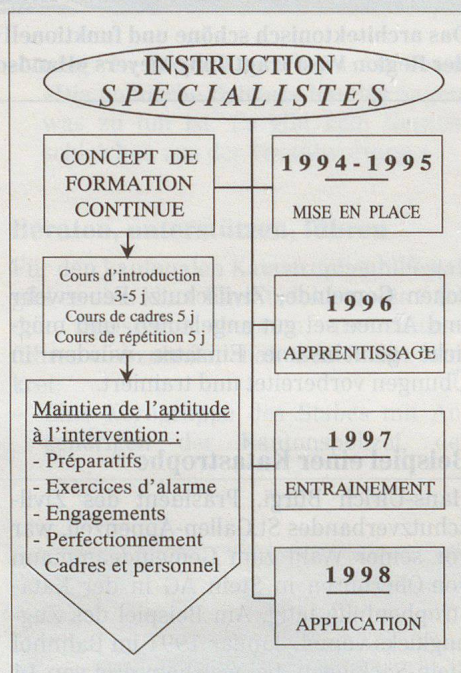 INSTRUCTION
SPECIALISTES
CONCEPT DE
FORMATION
CONTINUE
Cours d'introduction
3-5 j
Cours de cadres 5 j
Cours de répétition 5 j
Maintien de l'aptitude
à l'intervention :
- Préparatifs
- Exercices d'alarme
- Engagements
- Perfectionnement
- Cadres et personnel
1994-1995
MISE EN PLACE
1996
APPRENTISSAGE
1997
ENTRAINEMENT
1998
APPLICATION